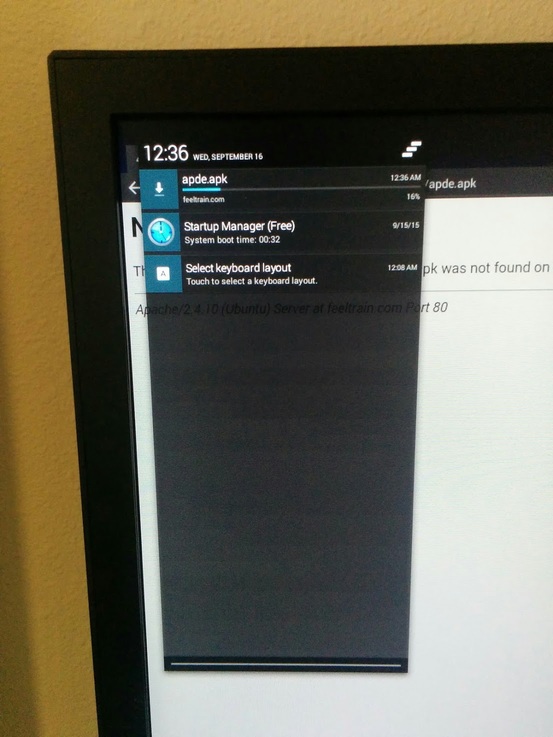 12:36 WED, SEPTEMBER 16
apde.apk 12:36 AM
feeltrain.com 16%
/apde.apk
Startup Manager (Free) 9/15/15
System boot time: 00:32
A
Select keyboard layout 12:08 AM
Touch to select a keyboard layout.
pk was not found on
Apache/2.4.10 (Ubuntu) Server at feeltrain.com Port 80